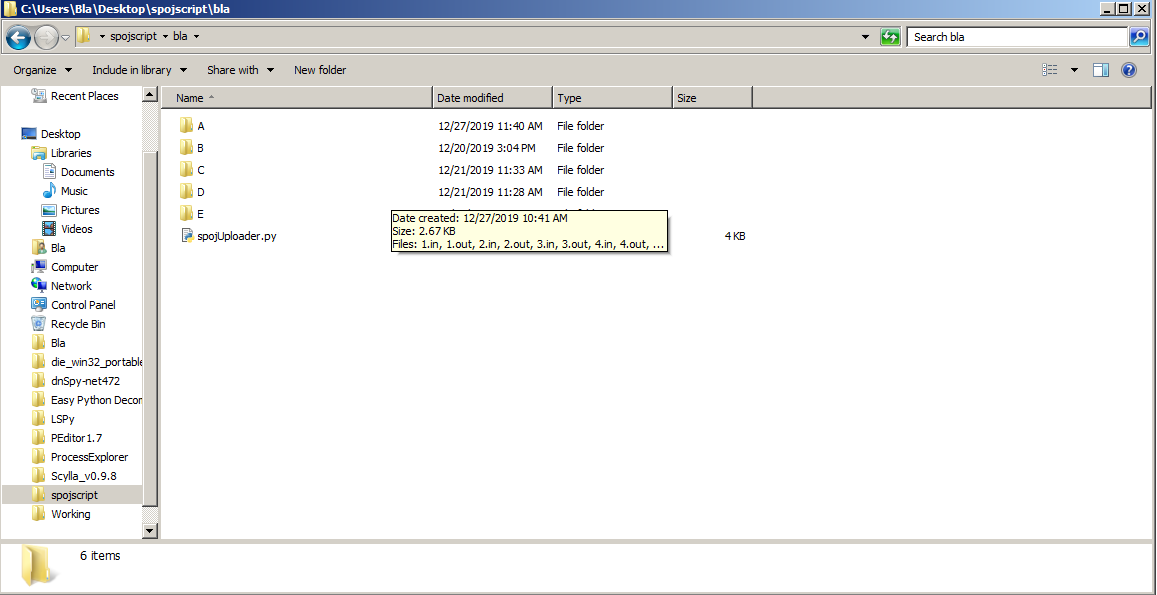 C:\Users\Bla\Desktop\spojscript\bla
spojscript bla
Search bla
Organize Include in library Share with New folder
Name Date modified Type Size
Recent Places
Desktop
Libraries
Documents
Music
Pictures
Videos
Bla
Computer
Network
Control Panel
Recycle Bin
Bla
die_win32_portable
dnSpy-net472
Easy Python Decom
LSPy
PEditor1.7
ProcessExplorer
Scylla_v0.9.8
spojscript
Working
A 12/27/2019 11:40 AM File folder
B 12/20/2019 3:04 PM File folder
C 12/21/2019 11:33 AM File folder
D 12/21/2019 11:28 AM File folder
E
spojUploader.py 4 KB
Date created: 12/27/2019 10:41 AM
Size: 2.67 KB
Files: 1.in, 1.out, 2.in, 2.out, 3.in, 3.out, 4.in, 4.out, ...
6 items